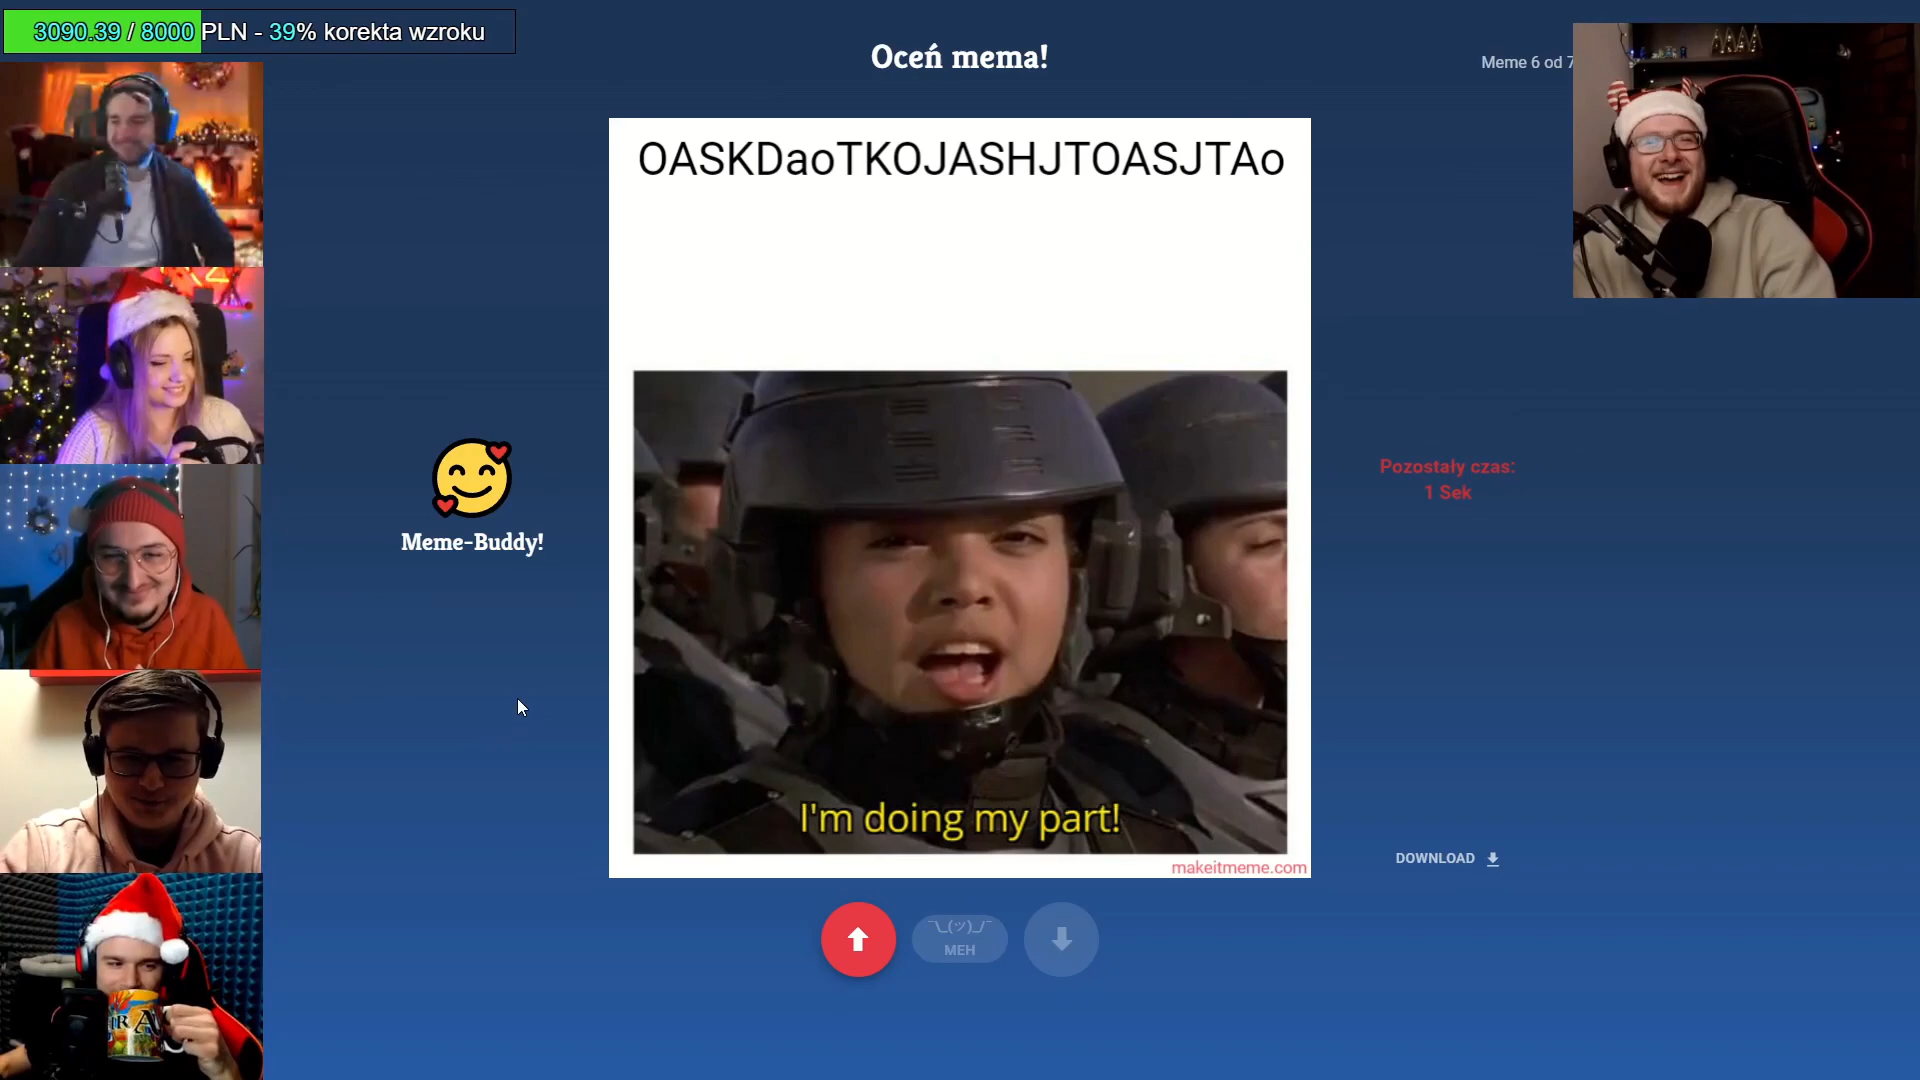 3090.39 / 8000 PLN - 39% korekta wzroku
Oceń mema!
Meme 6 od 7
OASKDaoTKOJASHJTOASJTAo
Meme-Buddy!
Pozostały czas:
1 Sek
I'm doing my part!
makeitmeme.com
DOWNLOAD
¯\_(ツ)_/¯
MEH